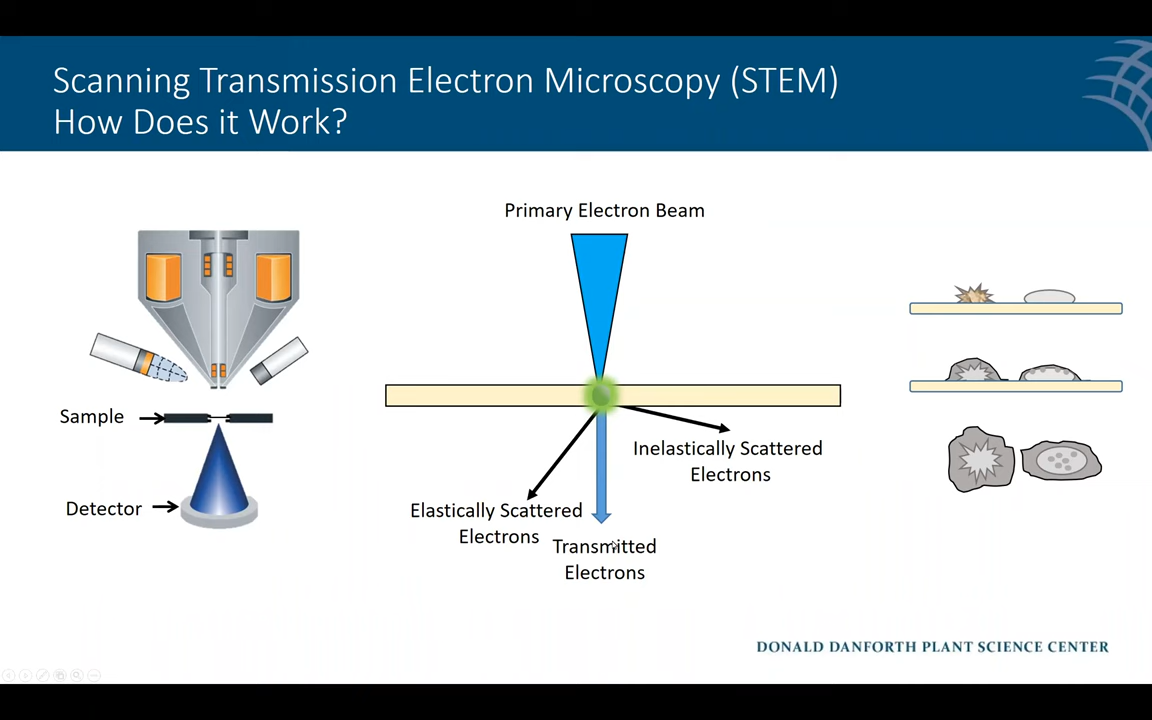 Scanning Transmission Electron Microscopy (STEM)
How Does it Work?
Primary Electron Beam
Sample
Detector
Inelastically Scattered
Electrons
Elastically Scattered
Electrons
Transmitted
Electrons
DONALD DANFORTH PLANT SCIENCE CENTER